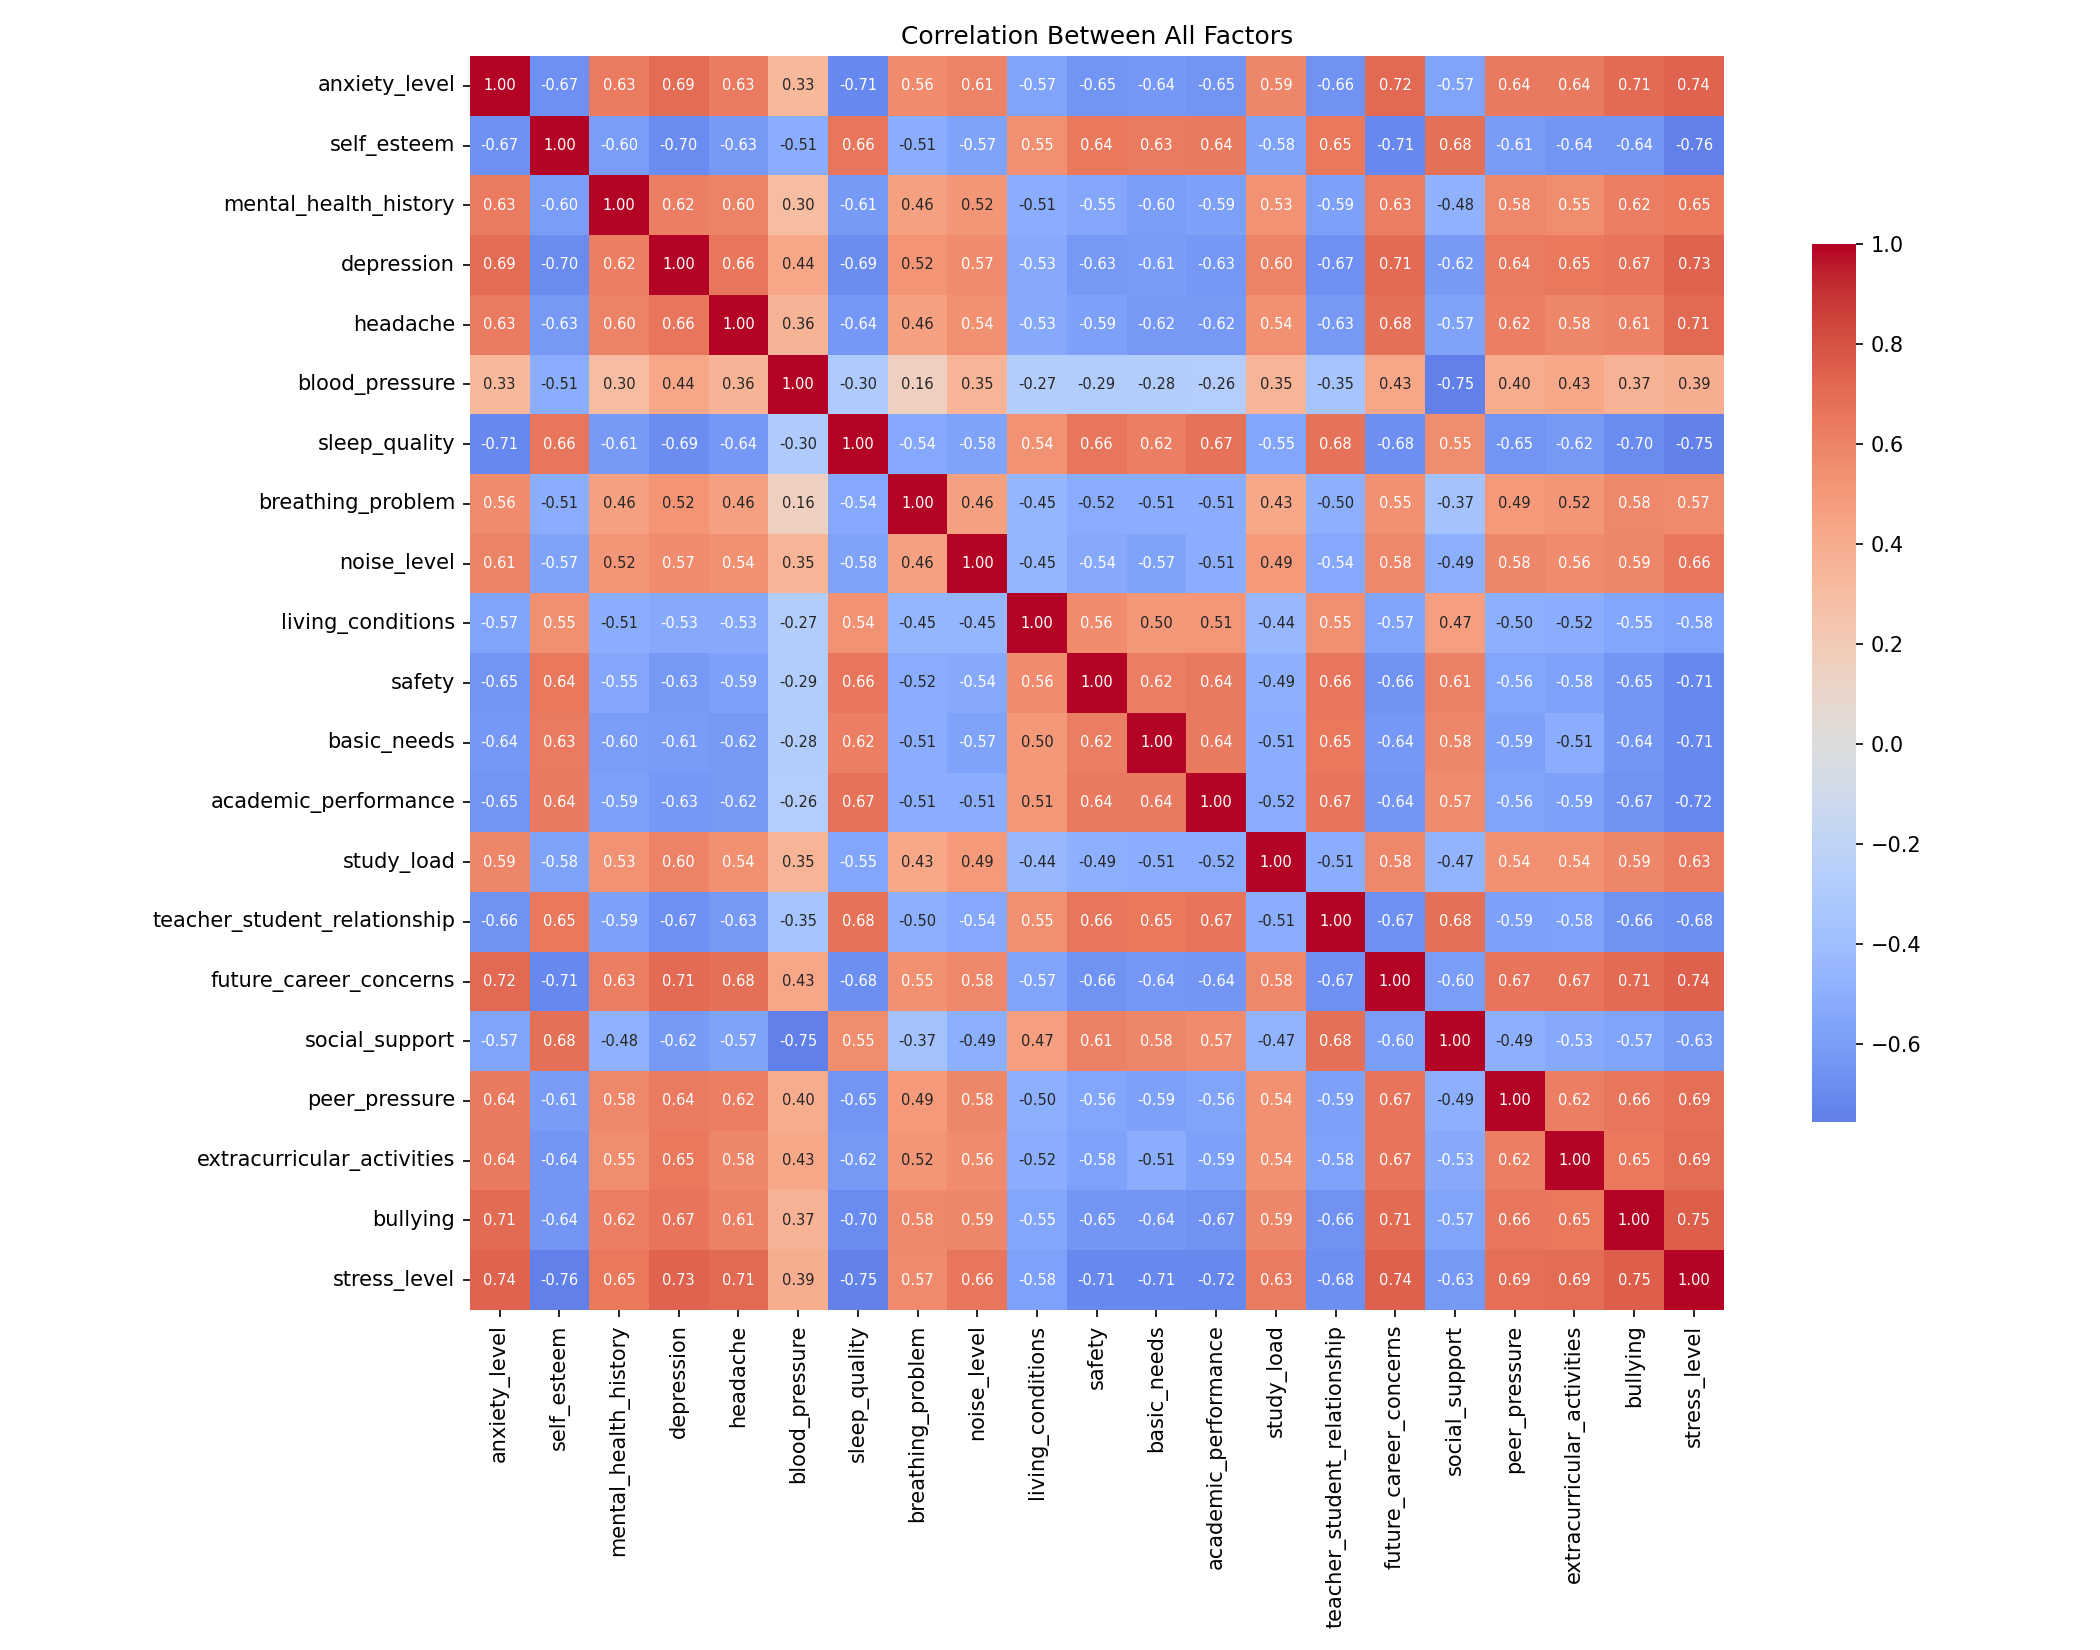 Correlation Between All Factors
anxiety_level 1.00 -0.67 0.63 0.69 0.63 0.33 -0.71 0.56 0.61 -0.57 -0.65 -0.64 -0.65 0.59 -0.66 0.72 -0.57 0.64 0.64 0.71 0.74
self_esteem -0.67 1.00 -0.60 -0.70 -0.63 -0.51 0.66 -0.51 -0.57 0.55 0.64 0.63 0.64 -0.58 0.65 -0.71 0.68 -0.61 -0.64 -0.64 -0.76
mental_health_history 0.63 -0.60 1.00 0.62 0.60 0.30 -0.61 0.46 0.52 -0.51 -0.55 -0.60 -0.59 0.53 -0.59 0.63 -0.48 0.58 0.55 0.62 0.65
depression 0.69 -0.70 0.62 1.00 0.66 0.44 -0.69 0.52 0.57 -0.53 -0.63 -0.61 -0.63 0.60 -0.67 0.71 -0.62 0.64 0.65 0.67 0.73
headache 0.63 -0.63 0.60 0.66 1.00 0.36 -0.64 0.46 0.54 -0.53 -0.59 -0.62 -0.62 0.54 -0.63 0.68 -0.57 0.62 0.58 0.61 0.71
blood_pressure 0.33 -0.51 0.30 0.44 0.36 1.00 -0.30 0.16 0.35 -0.27 -0.29 -0.28 -0.26 0.35 -0.35 0.43 -0.75 0.40 0.43 0.37 0.39
sleep_quality -0.71 0.66 -0.61 -0.69 -0.64 -0.30 1.00 -0.54 -0.58 0.54 0.66 0.62 0.67 -0.55 0.68 -0.68 0.55 -0.65 -0.62 -0.70 -0.75
breathing_problem 0.56 -0.51 0.46 0.52 0.46 0.16 -0.54 1.00 0.46 -0.45 -0.52 -0.51 -0.51 0.43 -0.50 0.55 -0.37 0.49 0.52 0.58 0.57
noise_level 0.61 -0.57 0.52 0.57 0.54 0.35 -0.58 0.46 1.00 -0.45 -0.54 -0.57 -0.51 0.49 -0.54 0.58 -0.49 0.58 0.56 0.59 0.66
living_conditions -0.57 0.55 -0.51 -0.53 -0.53 -0.27 0.54 -0.45 -0.45 1.00 0.56 0.50 0.51 -0.44 0.55 -0.57 0.47 -0.50 -0.52 -0.55 -0.58
safety -0.65 0.64 -0.55 -0.63 -0.59 -0.29 0.66 -0.52 -0.54 0.56 1.00 0.62 0.64 -0.49 0.66 -0.66 0.61 -0.56 -0.58 -0.65 -0.71
basic_needs -0.64 0.63 -0.60 -0.61 -0.62 -0.28 0.62 -0.51 -0.57 0.50 0.62 1.00 0.64 -0.51 0.65 -0.64 0.58 -0.59 -0.51 -0.64 -0.71
academic_performance -0.65 0.64 -0.59 -0.63 -0.62 -0.26 0.67 -0.51 -0.51 0.51 0.64 0.64 1.00 -0.52 0.67 -0.64 0.57 -0.56 -0.59 -0.67 -0.72
study_load 0.59 -0.58 0.53 0.60 0.54 0.35 -0.55 0.43 0.49 -0.44 -0.49 -0.51 -0.52 1.00 -0.51 0.58 -0.47 0.54 0.54 0.59 0.63
teacher_student_relationship -0.66 0.65 -0.59 -0.67 -0.63 -0.35 0.68 -0.50 -0.54 0.55 0.66 0.65 0.67 -0.51 1.00 -0.67 0.68 -0.59 -0.58 -0.66 -0.68
future_career_concerns 0.72 -0.71 0.63 0.71 0.68 0.43 -0.68 0.55 0.58 -0.57 -0.66 -0.64 -0.64 0.58 -0.67 1.00 -0.60 0.67 0.67 0.71 0.74
social_support -0.57 0.68 -0.48 -0.62 -0.57 -0.75 0.55 -0.37 -0.49 0.47 0.61 0.58 0.57 -0.47 0.68 -0.60 1.00 -0.49 -0.53 -0.57 -0.63
peer_pressure 0.64 -0.61 0.58 0.64 0.62 0.40 -0.65 0.49 0.58 -0.50 -0.56 -0.59 -0.56 0.54 -0.59 0.67 -0.49 1.00 0.62 0.66 0.69
extracurricular_activities 0.64 -0.64 0.55 0.65 0.58 0.43 -0.62 0.52 0.56 -0.52 -0.58 -0.51 -0.59 0.54 -0.58 0.67 -0.53 0.62 1.00 0.65 0.69
bullying 0.71 -0.64 0.62 0.67 0.61 0.37 -0.70 0.58 0.59 -0.55 -0.65 -0.64 -0.67 0.59 -0.66 0.71 -0.57 0.66 0.65 1.00 0.75
stress_level 0.74 -0.76 0.65 0.73 0.71 0.39 -0.75 0.57 0.66 -0.58 -0.71 -0.71 -0.72 0.63 -0.68 0.74 -0.63 0.69 0.69 0.75 1.00
anxiety_level
self_esteem
mental_health_history
depression
headache
blood_pressure
sleep_quality
breathing_problem
noise_level
living_conditions
safety
basic_needs
academic_performance
study_load
teacher_student_relationship
future_career_concerns
social_support
peer_pressure
extracurricular_activities
bullying
stress_level
1.0
0.8
0.6
0.4
0.2
0.0
−0.2
−0.4
−0.6